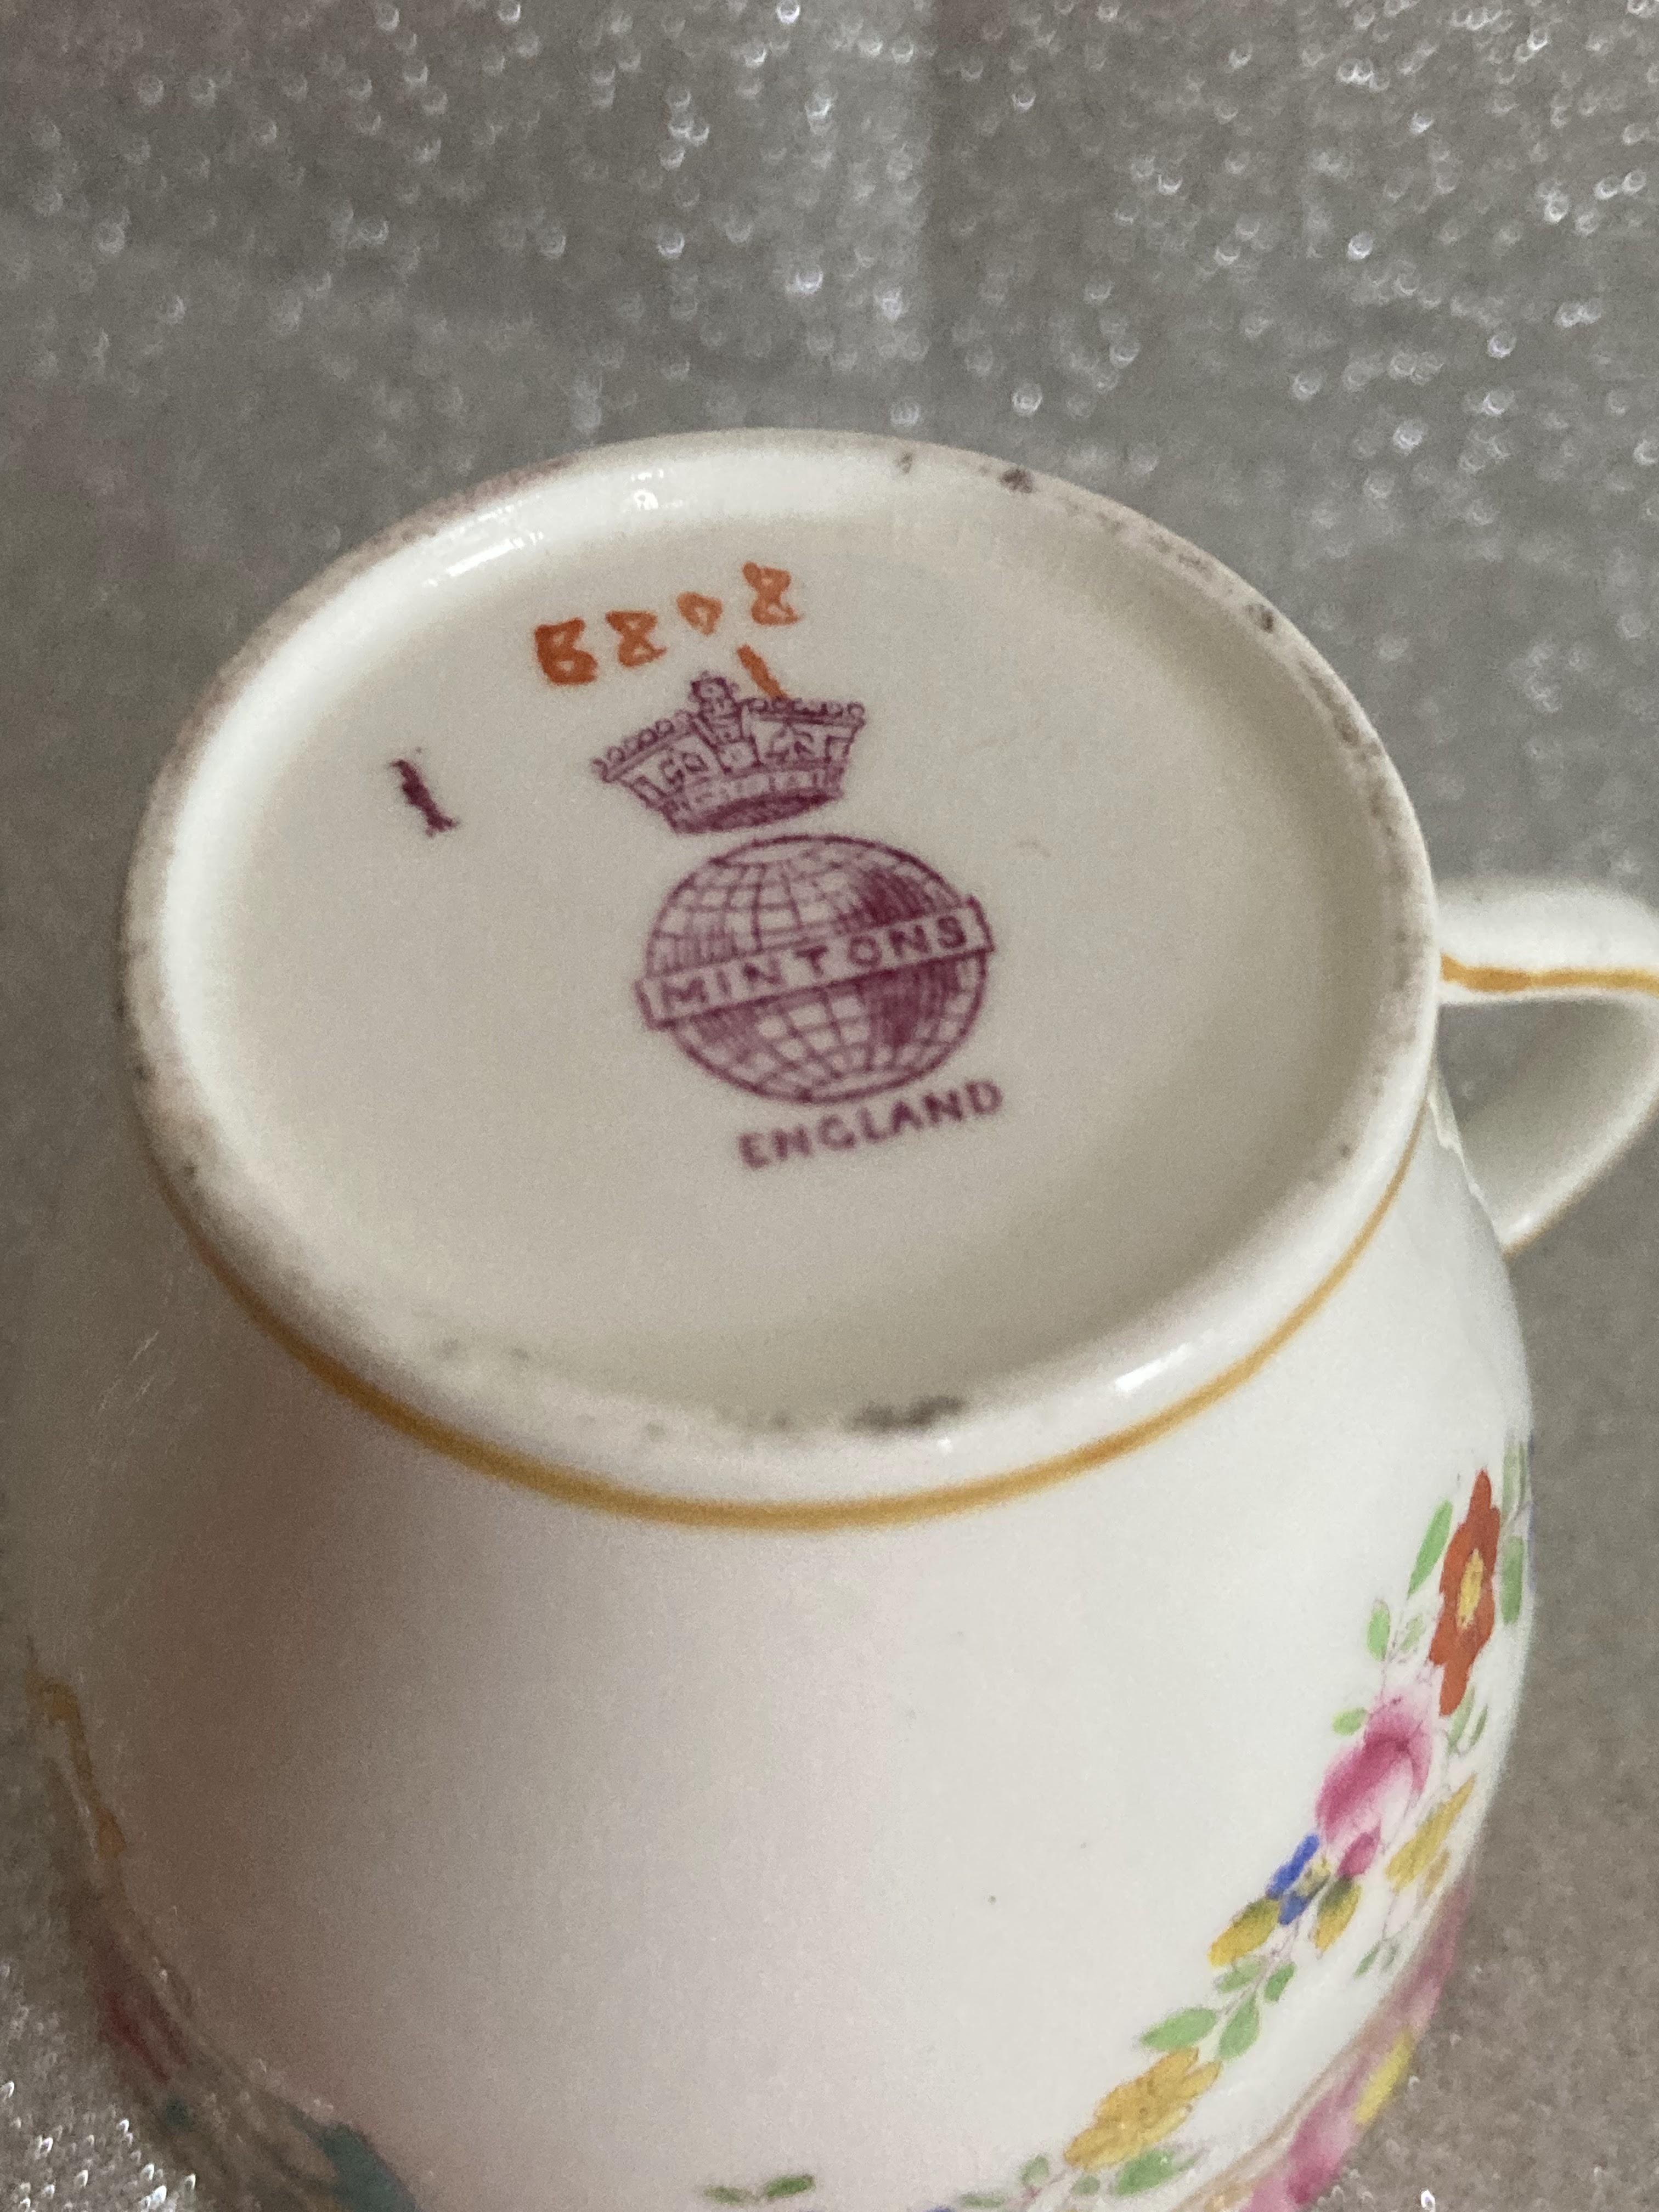 B808
1
MINTONS
ENGLAND